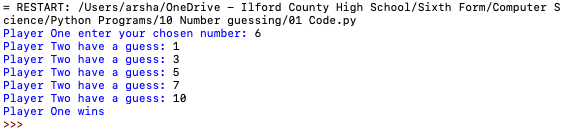 = RESTART: /Users/arsha/OneDrive - Ilford County High School/Sixth Form/Computer S
cience/Python Programs/10 Number guessing/01 Code.py
Player One enter your chosen number: 6
Player Two have a guess: 1
Player Two have a guess: 3
Player Two have a guess: 5
Player Two have a guess: 7
Player Two have a guess: 10
Player One wins
>>>